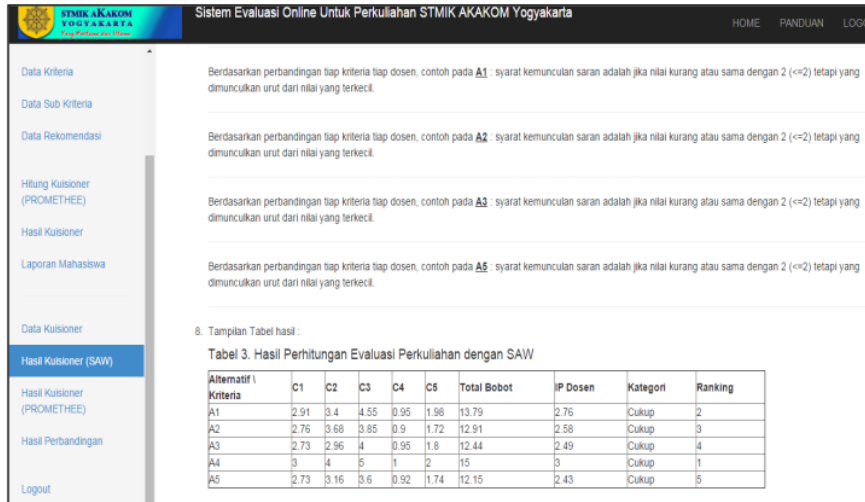 STMIK AKAKOM
YOGYAKARTA
Sistem Evaluasi Online Untuk Perkuliahan STMIK AKAKOM Yogyakarta
HOME PANDUAN LOGO
Data Kriteria
Data Sub Kriteria
Data Rekomendasi
Hitung Kuisioner
(PROMETHEE)
Hasil Kuisioner
Laporan Mahasiswa
Data Kuisioner
Hasil Kuisioner (SAW)
Hasil Kuisioner
(PROMETHEE)
Hasil Perbandingan
Logout
Berdasarkan perbandingan tiap kriteria tiap dosen, contoh pada A1 : syarat kemunculan saran adalah jika nilai kurang atau sama dengan 2 (<=2) tetapi yang
dimunculkan urut dari nilai yang terkecil.
Berdasarkan perbandingan tiap kriteria tiap dosen, contoh pada A2 : syarat kemunculan saran adalah jika nilai kurang atau sama dengan 2 (<=2) tetapi yang
dimunculkan urut dari nilai yang terkecil.
Berdasarkan perbandingan tiap kriteria tiap dosen, contoh pada A3 : syarat kemunculan saran adalah jika nilai kurang atau sama dengan 2 (<=2) tetapi yang
dimunculkan urut dari nilai yang terkecil.
Berdasarkan perbandingan tiap kriteria tiap dosen, contoh pada A5 : syarat kemunculan saran adalah jika nilai kurang atau sama dengan 2 (<=2) tetapi yang
dimunculkan urut dari nilai yang terkecil.
8. Tampilan Tabel hasil :
Tabel 3. Hasil Perhitungan Evaluasi Perkuliahan dengan SAW
Alternatif \ Kriteria C1 C2 C3 C4 C5 Total Bobot IP Dosen Kategori Ranking
A1 2.91 3.4 4.55 0.95 1.98 13.79 2.76 Cukup 2
A2 2.76 3.68 3.85 0.9 1.72 12.91 2.58 Cukup 3
A3 2.73 2.96 4 0.95 1.8 12.44 2.49 Cukup 4
A4 3 4 5 1 2 15 3 Cukup 1
A5 2.73 3.16 3.6 0.92 1.74 12.15 2.43 Cukup 5